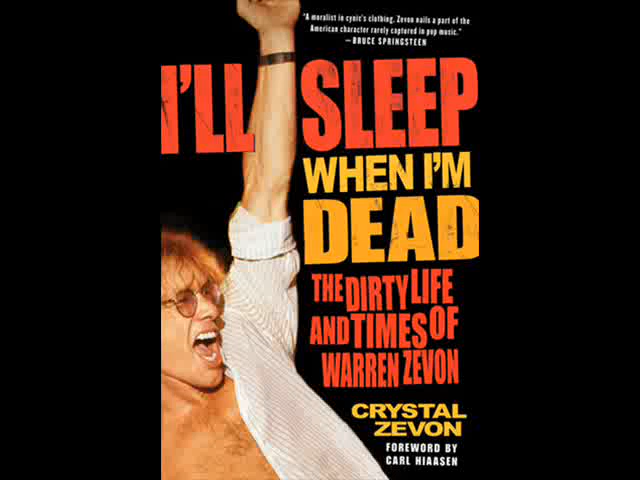 "A moralist in cynic's clothing, Zevon nails a part of the
American character rarely captured in pop music."
— BRUCE SPRINGSTEEN
I'LL SLEEP
WHEN I'M
DEAD
THE DIRTY LIFE
AND TIMES OF
WARREN ZEVON
CRYSTAL
ZEVON
FOREWORD BY
CARL HIAASEN